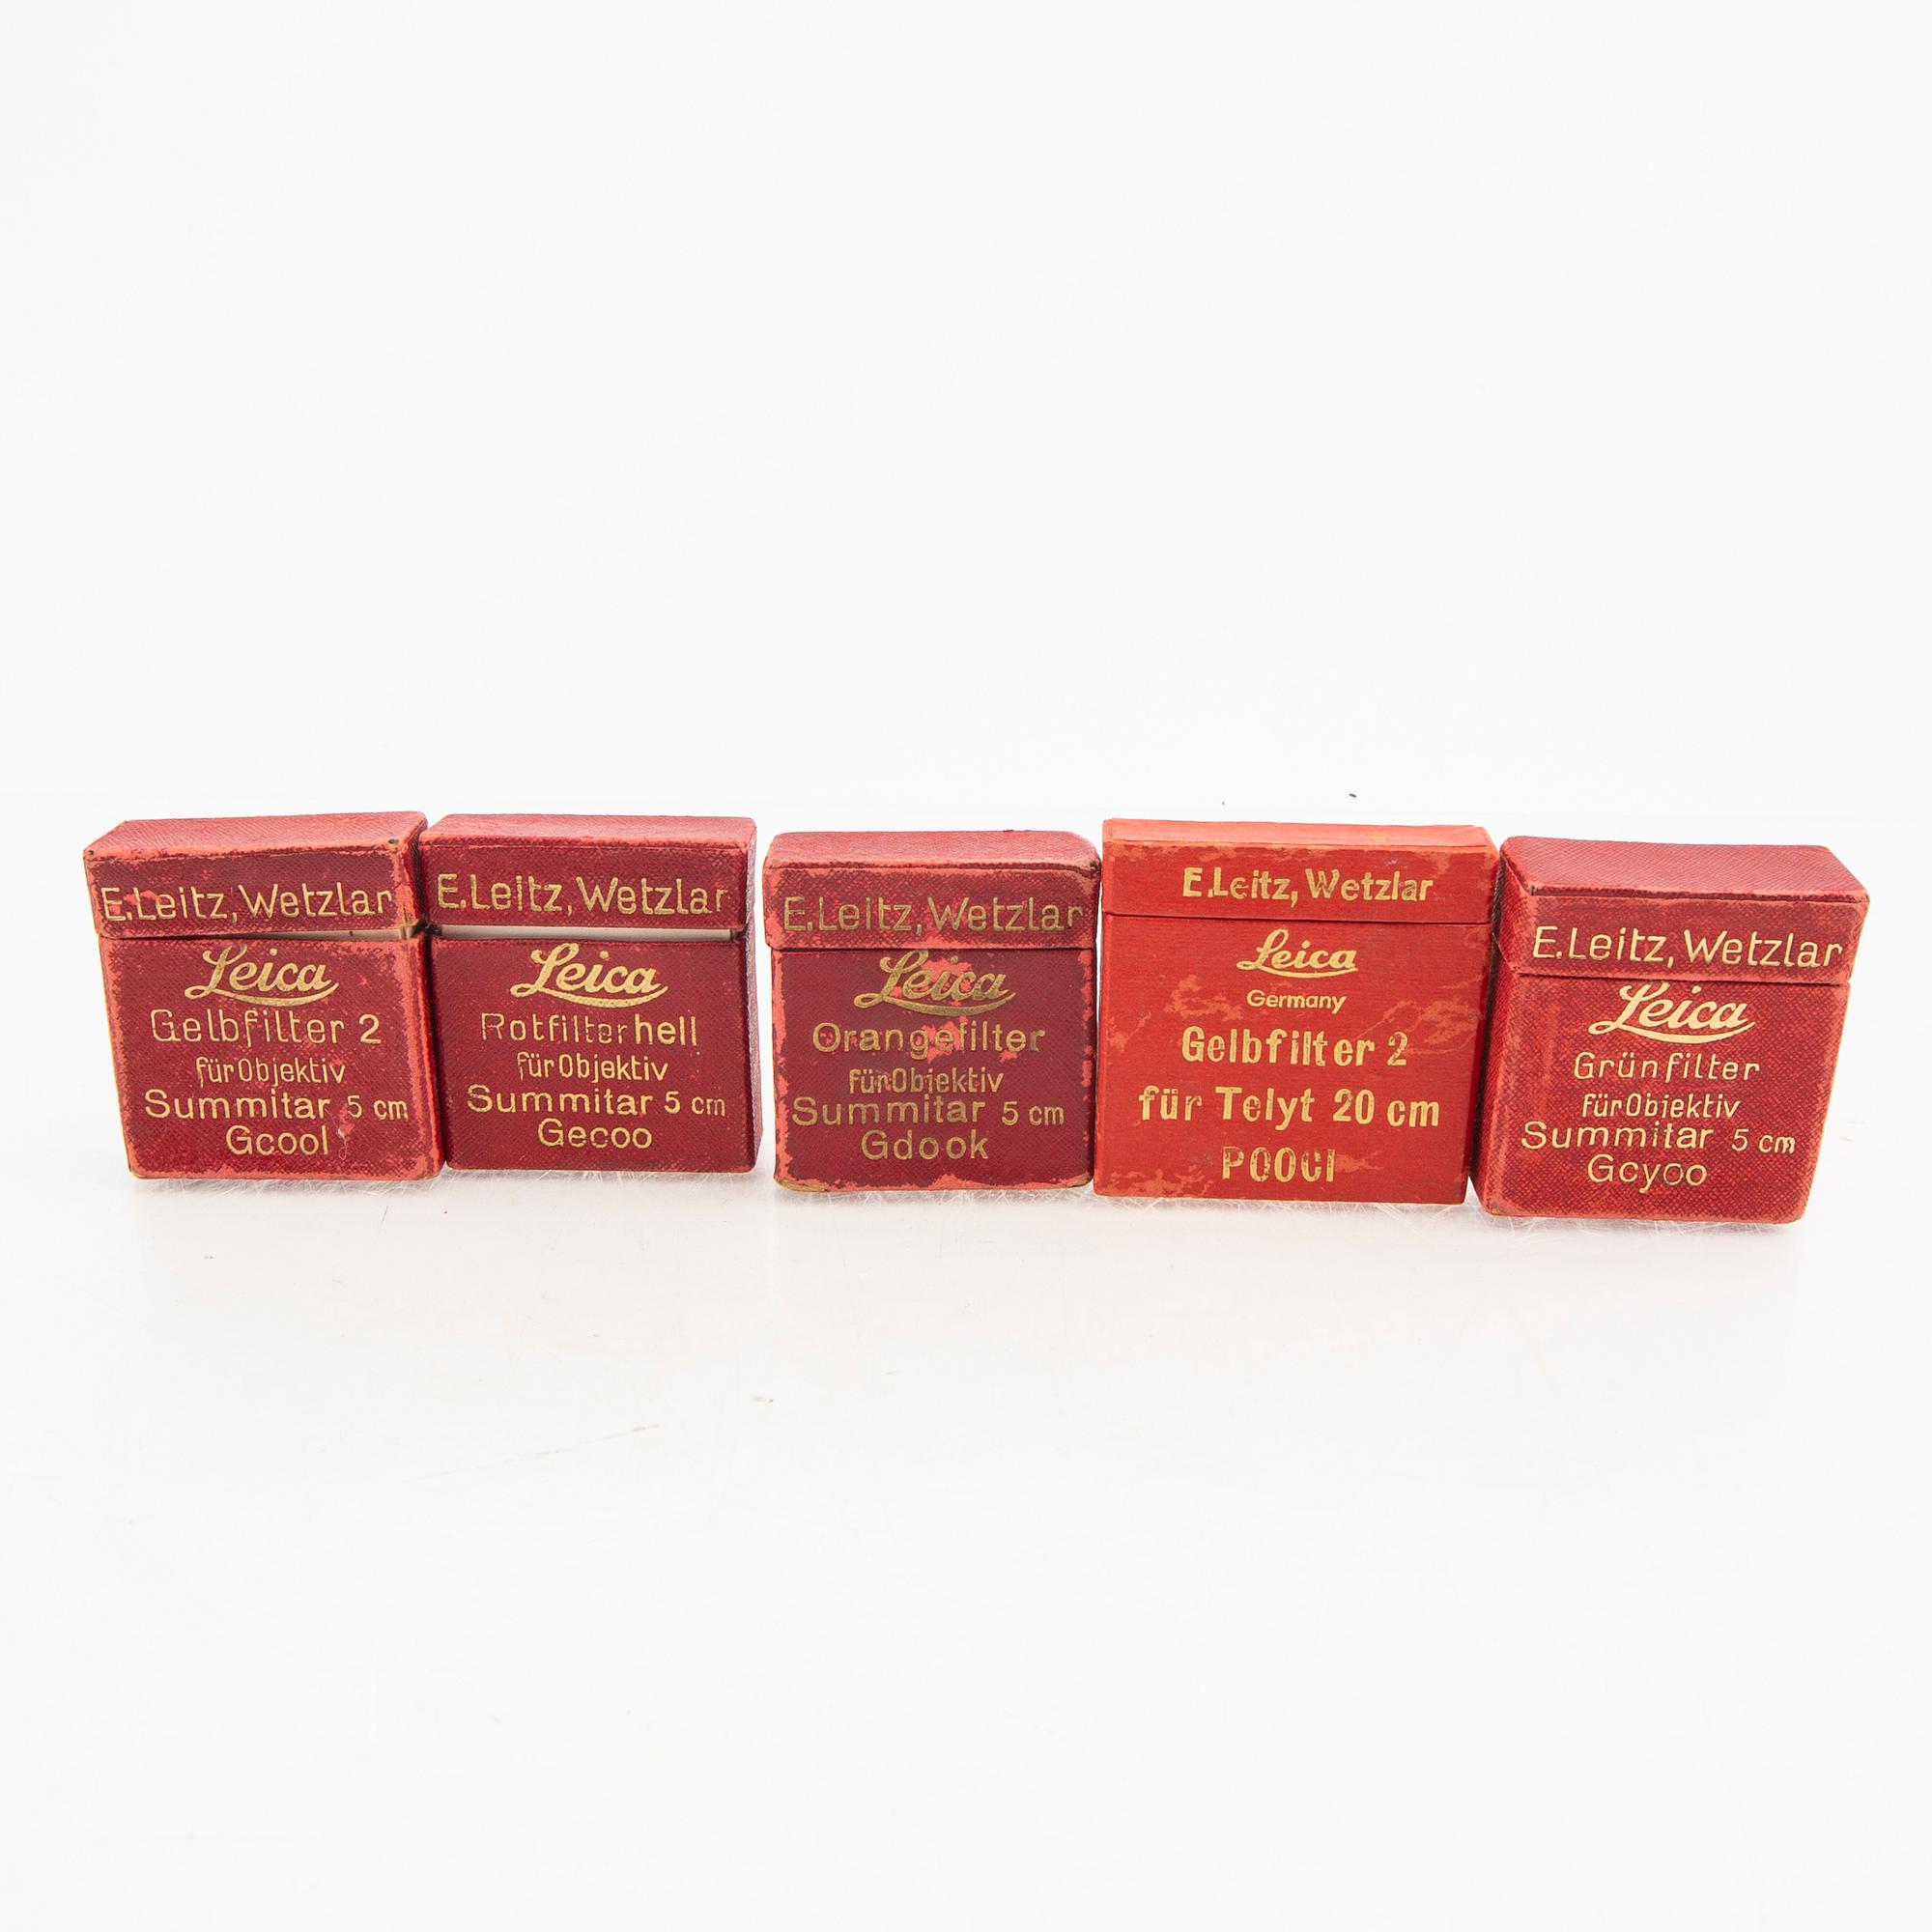 E.Leitz, Wetzlar
Leica
Gelbfilter 2
für Objektiv
Summitar 5 cm
Gcool
E.Leitz, Wetzlar
Leica
Rotfilter hell
für Objektiv
Summitar 5 cm
Gecoo
E.Leitz, Wetzlar
Leica
Orangefilter
für Objektiv
Summitar 5 cm
Gdook
E.Leitz, Wetzlar
Leica
Germany
Gelbfilter 2
für Telyt 20 cm
POOCI
E.Leitz, Wetzlar
Leica
Grünfilter
für Objektiv
Summitar 5 cm
Gcyoo